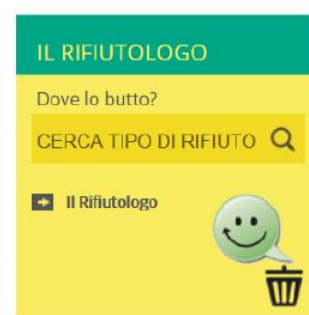 IL RIFIUTOLOGO
Dove lo butto?
CERCA TIPO DI RIFIUTO
Il Rifiutologo